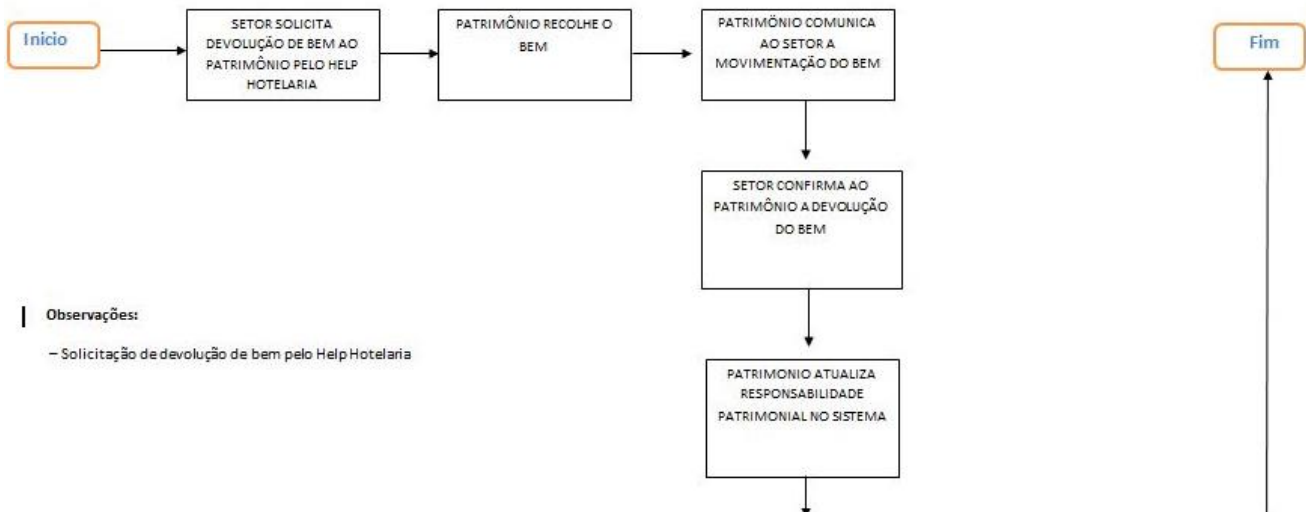 Inicio
SETOR SOLICITA
DEVOLUÇÃO DE BEM AO
PATRIMÔNIO PELO HELP
HOTELARIA
PATRIMÔNIO RECOLHE O
BEM
PATRIMÔNIO COMUNICA
AO SETOR A
MOVIMENTAÇÃO DO BEM
Fim
SETOR CONFIRMA AO
PATRIMÔNIO A DEVOLUÇÃO
DO BEM
Observações:
– Solicitação de devolução de bem pelo Help Hotelaria
PATRIMONIO ATUALIZA
RESPONSABILIDADE
PATRIMONIAL NO SISTEMA